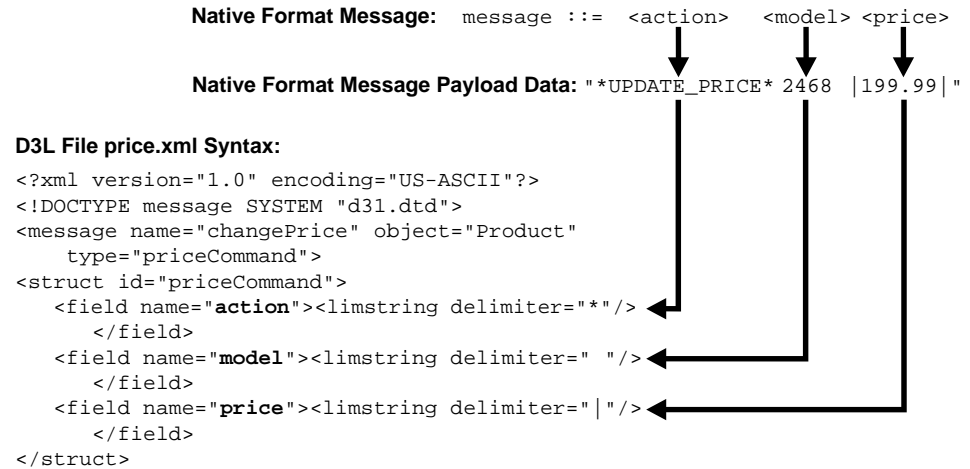 Native Format Message: message ::= <action> <model> <price>
Native Format Message Payload Data: "*UPDATE_PRICE* 2468 |199.99|"
D3L File price.xml Syntax:
<?xml version="1.0" encoding="US-ASCII"?>
<!DOCTYPE message SYSTEM "d31.dtd">
<message name="changePrice" object="Product"
type="priceCommand">
<struct id="priceCommand">
<field name="action"><limstring delimiter="*"/>
</field>
<field name="model"><limstring delimiter=" "/>
</field>
<field name="price"><limstring delimiter="|"/>
</field>
</struct>